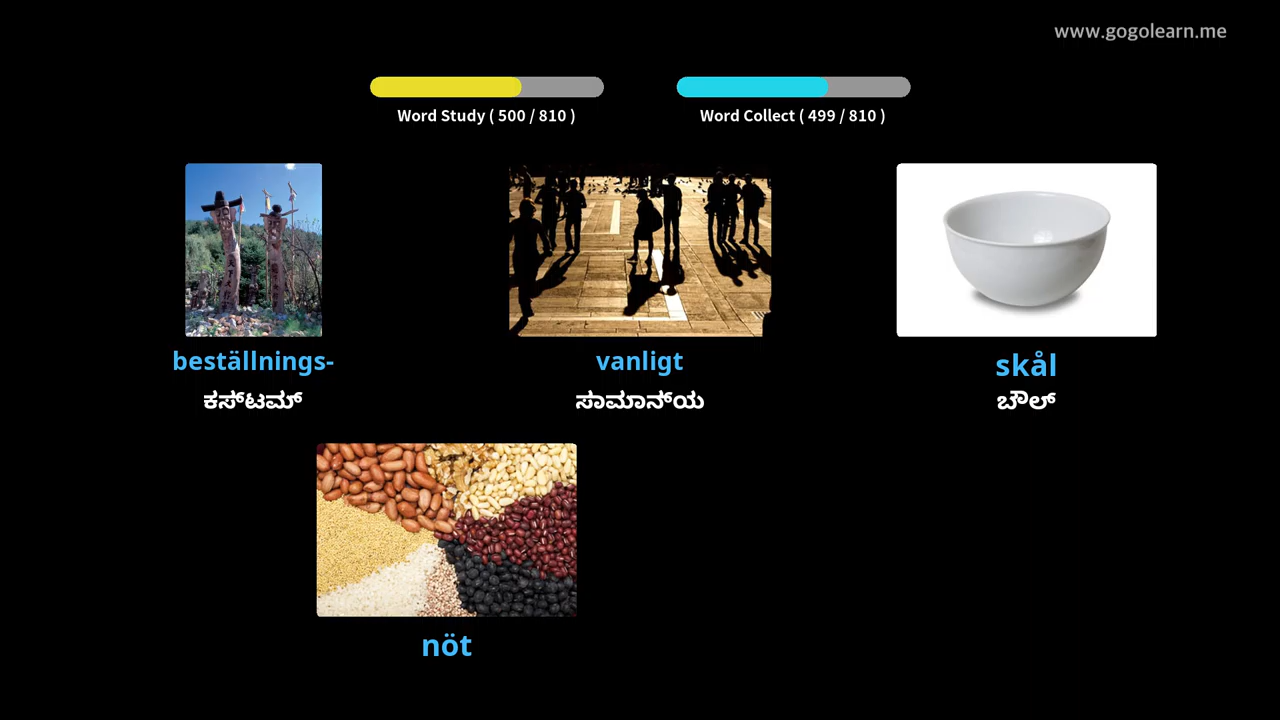 www.gogolearn.me
Word Study ( 500 / 810 )
Word Collect ( 499 / 810 )
beställnings-
ಕಸ್‌ಟಮ್
vanligt
ಸಾಮಾನ್‌ಯ
skål
ಬೌಲ್
nöt